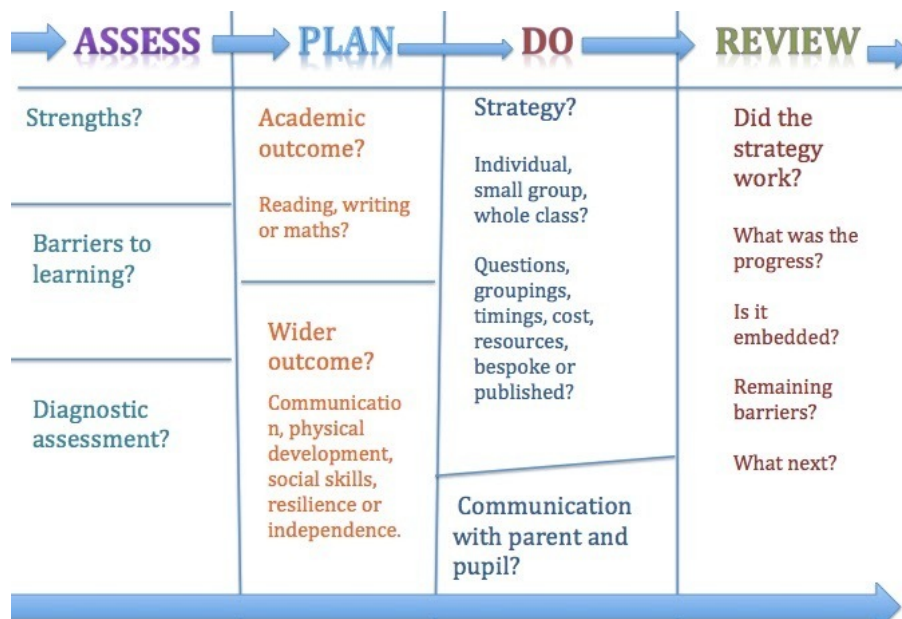 ASSESS
PLAN
DO
REVIEW
Strengths?
Barriers to
learning?
Diagnostic
assessment?
Academic
outcome?
Reading, writing
or maths?
Wider
outcome?
Communicatio
n, physical
development,
social skills,
resilience or
independence.
Strategy?
Individual,
small group,
whole class?
Questions,
groupings,
timings, cost,
resources,
bespoke or
published?
Communication
with parent and
pupil?
Did the
strategy
work?
What was the
progress?
Is it
embedded?
Remaining
barriers?
What next?